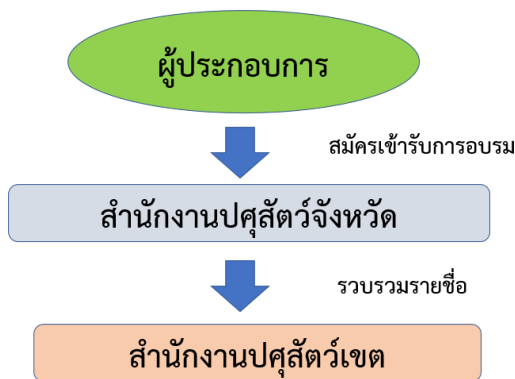 ผู้ประกอบการ
สมัครเข้ารับการอบรม
สำนักงานปศุสัตว์จังหวัด
รวบรวมรายชื่อ
สำนักงานปศุสัตว์เขต